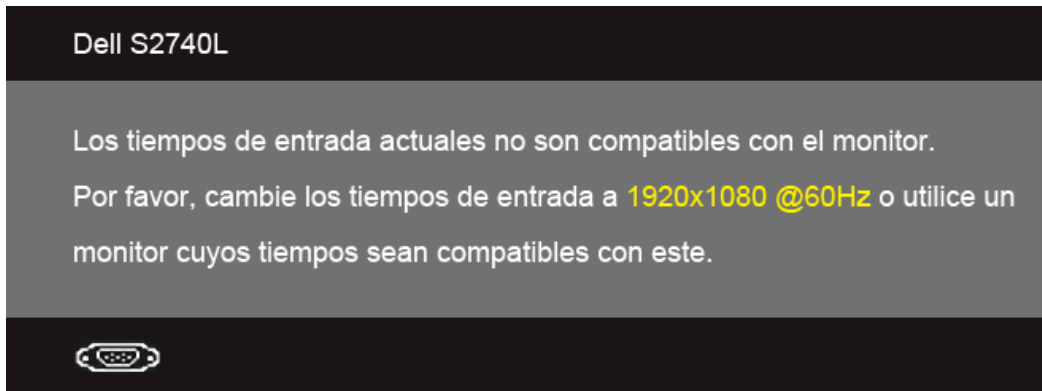 Dell S2740L
Los tiempos de entrada actuales no son compatibles con el monitor.
Por favor, cambie los tiempos de entrada a 1920x1080 @60Hz o utilice un
monitor cuyos tiempos sean compatibles con este.